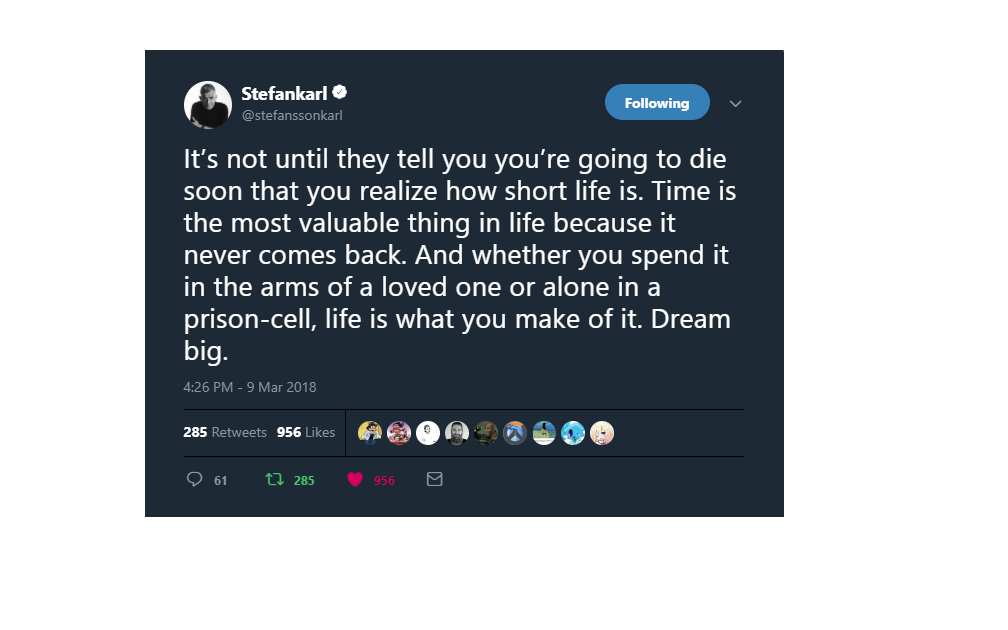 Stefankarl
@stefanssonkarl
Following
It’s not until they tell you you’re going to die
soon that you realize how short life is. Time is
the most valuable thing in life because it
never comes back. And whether you spend it
in the arms of a loved one or alone in a
prison-cell, life is what you make of it. Dream
big.
4:26 PM - 9 Mar 2018
285 Retweets 956 Likes
61 285 956